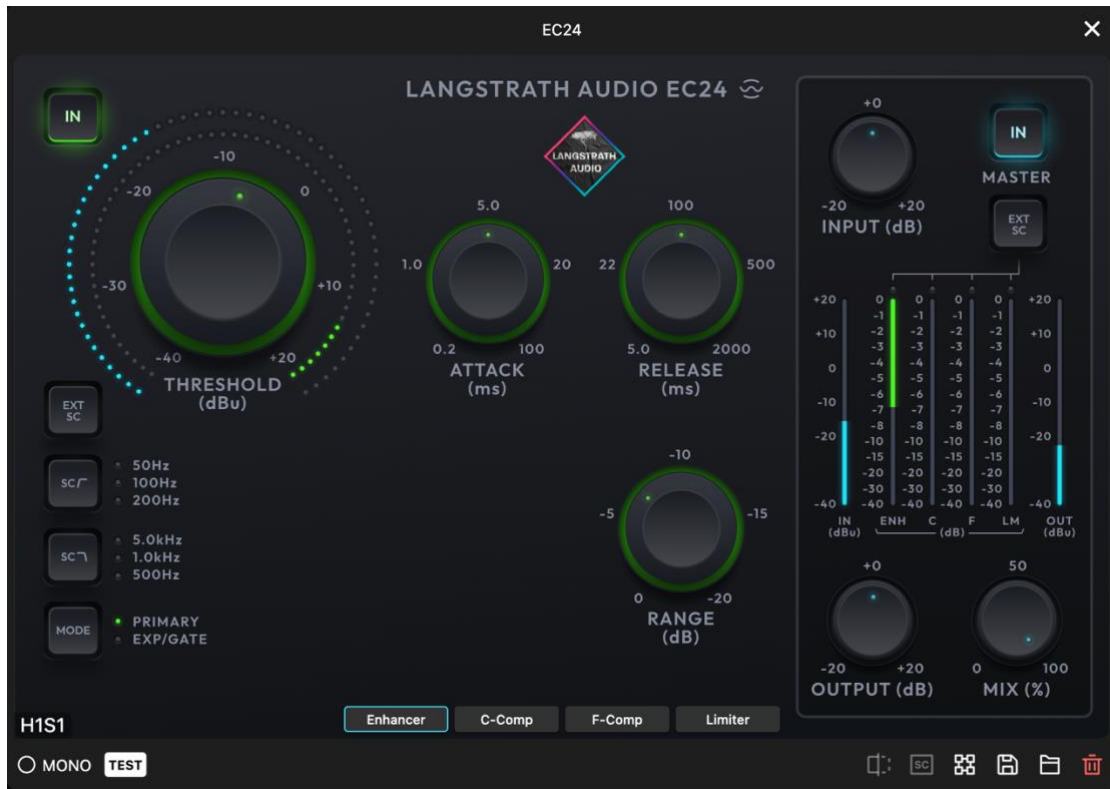 EC24
LANGSTRATH AUDIO EC24
LANGSTRATH
AUDIO
IN
-10
-20
0
-30
+10
-40
+20
THRESHOLD
(dBu)
5.0
1.0
20
0.2
100
ATTACK
(ms)
100
22
500
5.0
2000
RELEASE
(ms)
EXT
SC
SC
50Hz
100Hz
200Hz
SC
5.0kHz
1.0kHz
500Hz
MODE
PRIMARY
EXP/GATE
-10
-5
-15
0
-20
RANGE
(dB)
+0
-20 +20
INPUT (dB)
IN
MASTER
EXT
SC
+20 0 0 0 0 +20
-1 -1 -1 -1
+10 -2 -2 -2 -2 +10
-3 -3 -3 -3
0 -4 -4 -4 -4 0
-5 -5 -5 -5
-10 -6 -6 -6 -6 -10
-7 -7 -7 -7
-20 -8 -8 -8 -8 -20
-10 -10 -10 -10
-15 -15 -15 -15
-20 -20 -20 -20
-30 -30 -30 -30
-40 -40 -40 -40 -40 -40
IN ENH C F LM OUT
(dBu) (dB) (dBu)
+0
-20 +20
OUTPUT (dB)
50
0 100
MIX (%)
H1S1
Enhancer C-Comp F-Comp Limiter
MONO TEST
SC